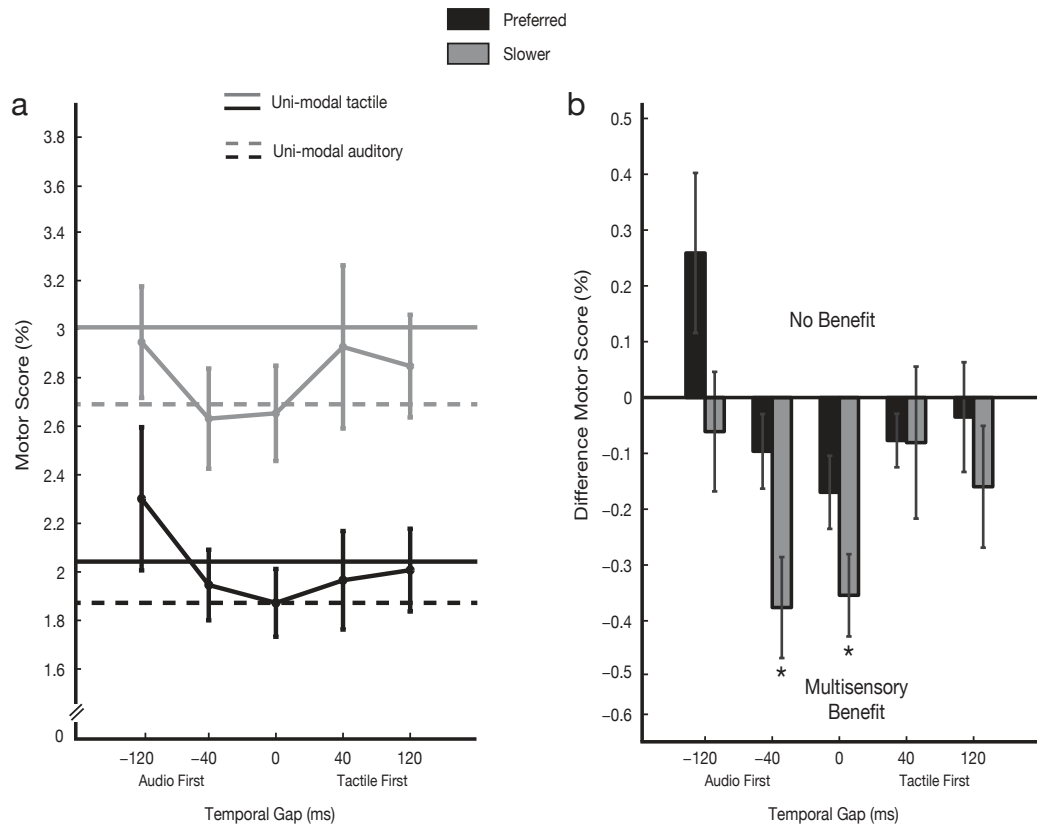 Preferred
Slower
a
Uni-modal tactile
Uni-modal auditory
3.8
3.6
3.4
3.2
3
2.8
2.6
2.4
2.2
2
1.8
1.6
0
Motor Score (%)
−120
−40
0
40
120
Audio First
Tactile First
Temporal Gap (ms)
b
0.5
0.4
0.3
0.2
0.1
0
−0.1
−0.2
−0.3
−0.4
−0.5
−0.6
Difference Motor Score (%)
No Benefit
*
*
Multisensory
Benefit
−120
−40
0
40
120
Audio First
Tactile First
Temporal Gap (ms)